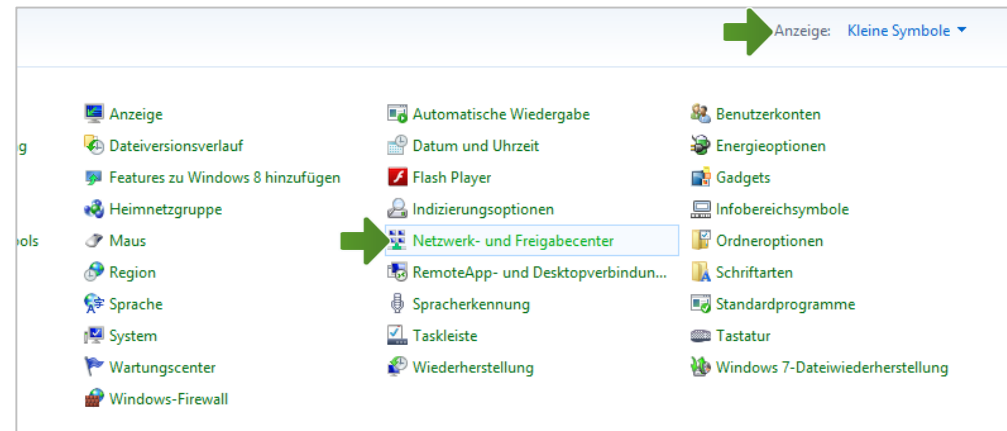 Anzeige: Kleine Symbole
Anzeige Automatische Wiedergabe Benutzerkonten
Dateiversionsverlauf Datum und Uhrzeit Energieoptionen
Features zu Windows 8 hinzufügen Flash Player Gadgets
Heimnetzgruppe Indizierungsoptionen Infobereichsymbole
Maus Netzwerk- und Freigabecenter Ordneroptionen
Region RemoteApp- und Desktopverbindun... Schriftarten
Sprache Spracherkennung Standardprogramme
System Taskleiste Tastatur
Wartungscenter Wiederherstellung Windows 7-Dateiwiederherstellung
Windows-Firewall